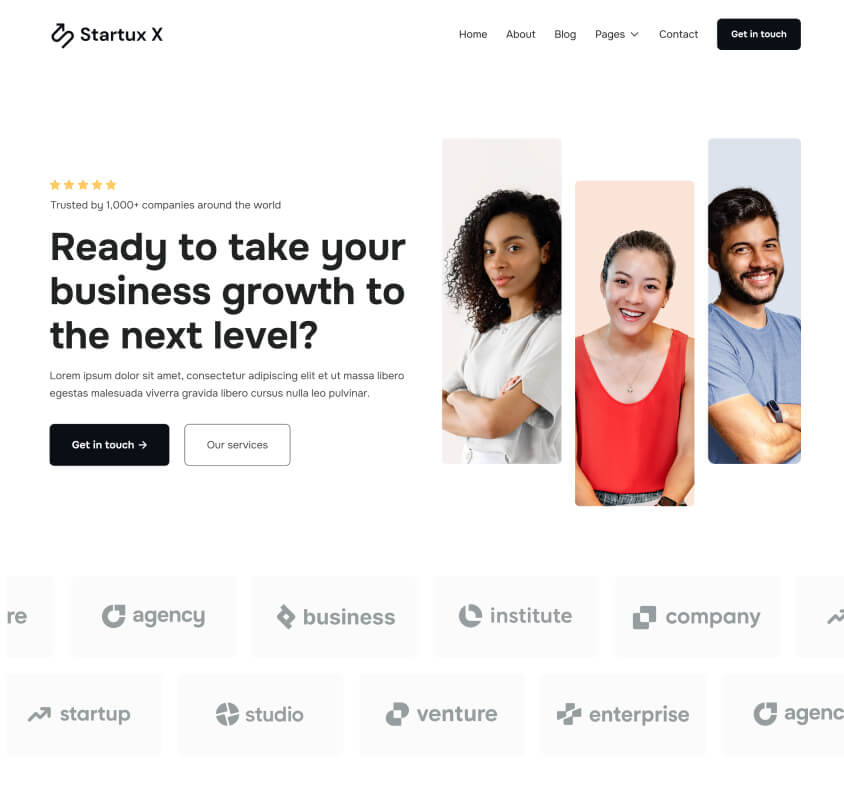 Startux X
Home
About
Blog
Pages
Contact
Get in touch
Trusted by 1,000+ companies around the world
Ready to take your
business growth to
the next level?
Lorem ipsum dolor sit amet, consectetur adipiscing elit et ut massa libero
egestas malesuada viverra gravida libero cursus nulla leo pulvinar.
Get in touch →
Our services
re
agency
business
institute
company
startup
studio
venture
enterprise
agenc